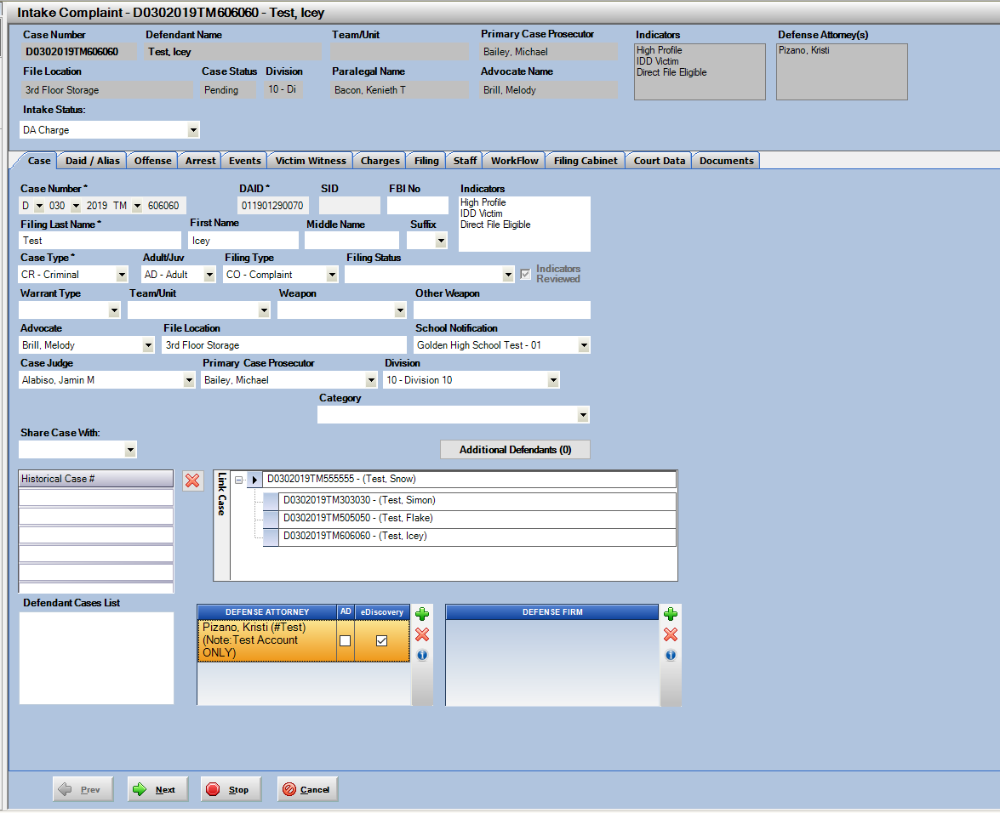 Intake Complaint - D0302019TM606060 - Test, Icey
Case Number Defendant Name Team/Unit Primary Case Prosecutor Indicators Defense Attorney(s)
D0302019TM606060 Test, Icey Bailey, Michael High Profile Pizano, Kristi
IDD Victim
Direct File Eligible
File Location Case Status Division Paralegal Name Advocate Name
3rd Floor Storage Pending 10 - Di Bacon, Kenieth T Brill, Melody
Intake Status:
DA Charge
Case Daid / Alias Offense Arrest Events Victim Witness Charges Filing Staff WorkFlow Filing Cabinet Court Data Documents
Case Number * DAID * SID FBI No Indicators
D 030 2019 TM 606060 011901290070 High Profile
IDD Victim
Direct File Eligible
Filing Last Name * First Name Middle Name Suffix
Test Icey
Case Type * Adult/Juv Filing Type Filing Status
CR - Criminal AD - Adult CO - Complaint Indicators
Reviewed
Warrant Type Team/Unit Weapon Other Weapon
Advocate File Location School Notification
Brill, Melody 3rd Floor Storage Golden High School Test - 01
Case Judge Primary Case Prosecutor Division
Alabiso, Jamin M Bailey, Michael 10 - Division 10
Category
Share Case With:
Additional Defendants (0)
Historical Case #
Link Case
D0302019TM555555 - (Test, Snow)
D0302019TM303030 - (Test, Simon)
D0302019TM505050 - (Test, Flake)
D0302019TM606060 - (Test, Icey)
Defendant Cases List
DEFENSE ATTORNEY AD eDiscovery
Pizano, Kristi (#Test)
(Note:Test Account
ONLY)
DEFENSE FIRM
Prev Next Stop Cancel